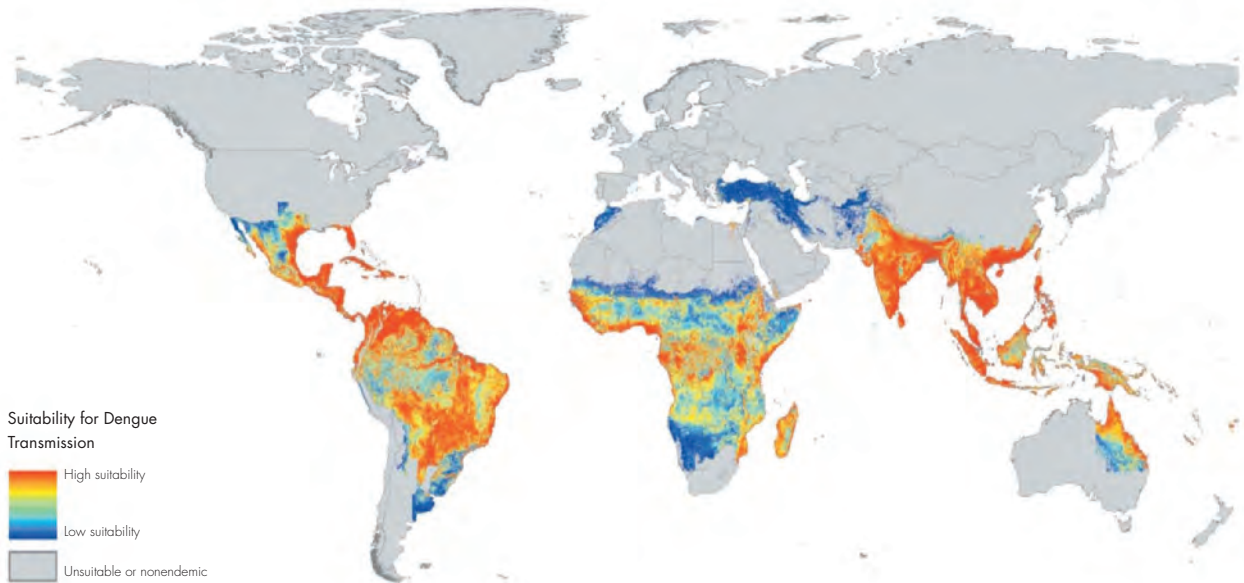 Suitability for Dengue
Transmission
High suitability
Low suitability
Unsuitable or nonendemic